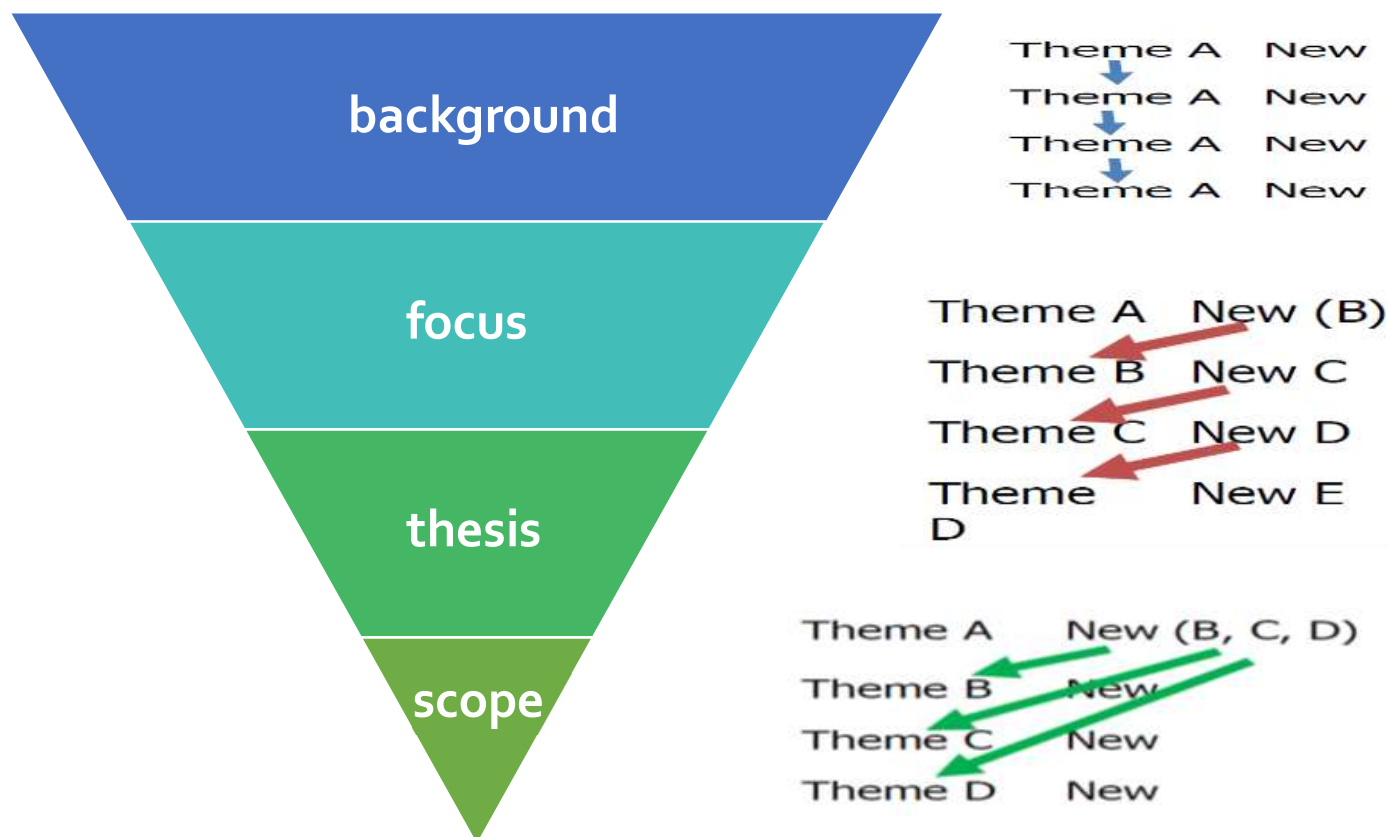 background
focus
thesis
scope
Theme A New
Theme A New
Theme A New
Theme A New
Theme A New (B)
Theme B New C
Theme C New D
Theme New E
D
Theme A New (B, C, D)
Theme B New
Theme C New
Theme D New